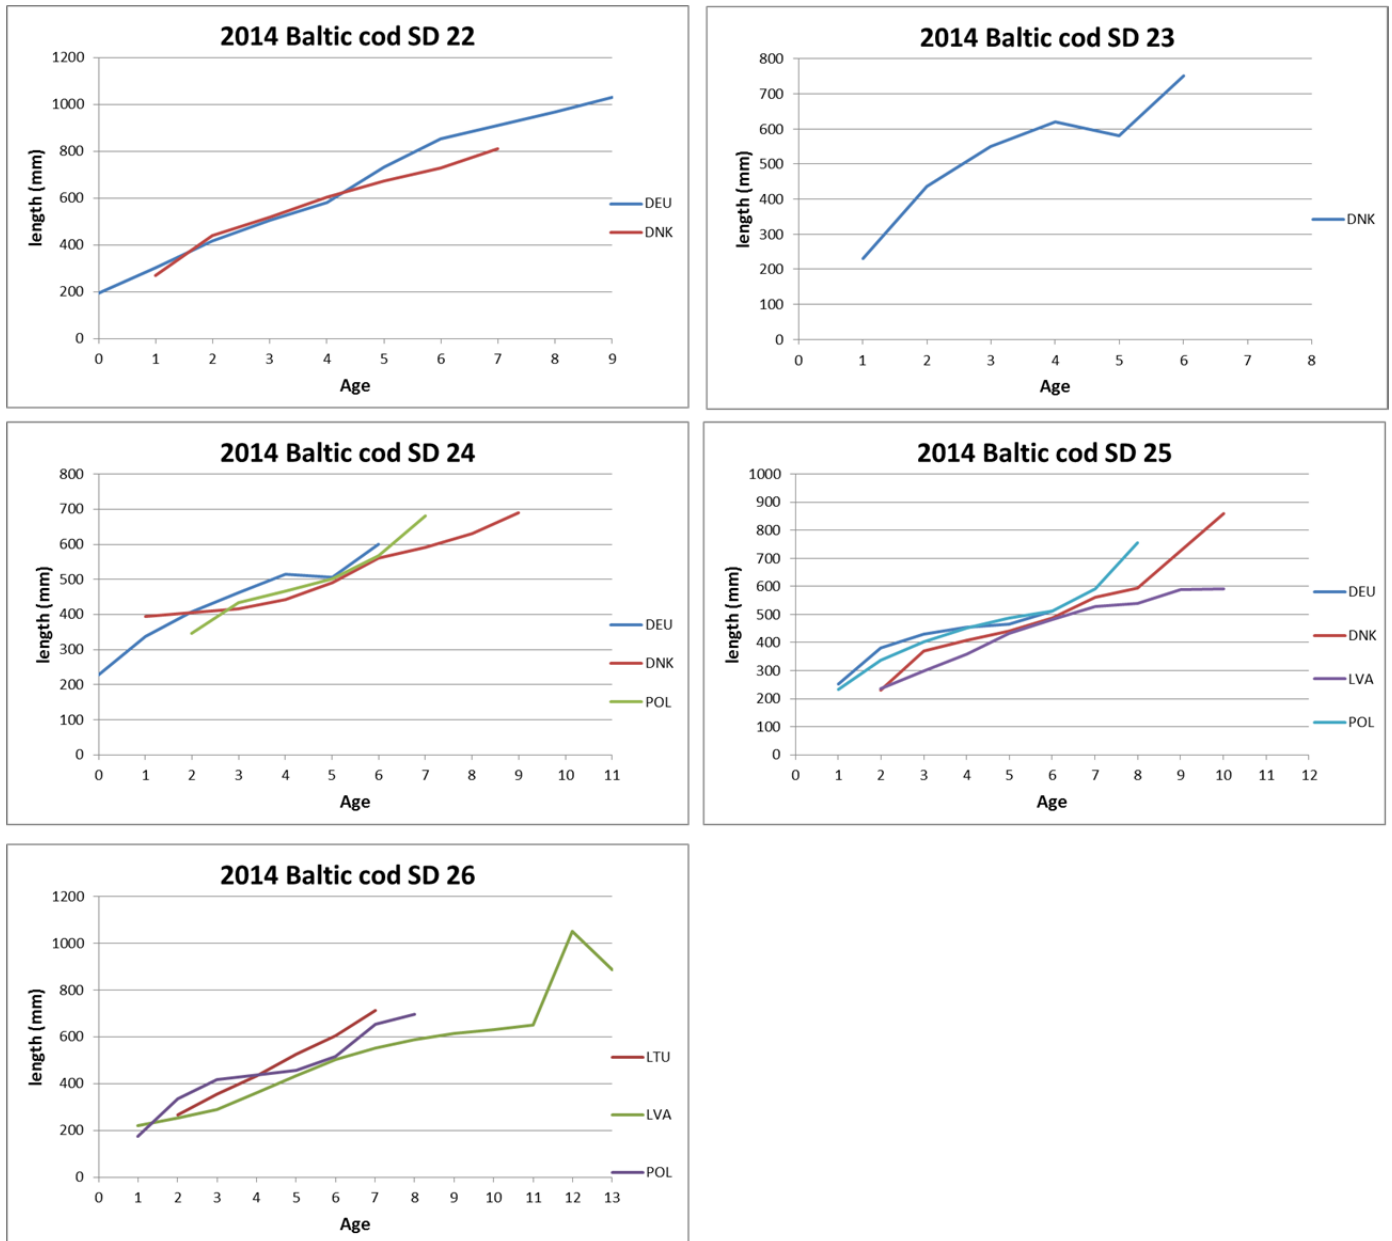 2014 Baltic cod SD 22
1200
1000
800
600
400
200
0
length (mm)
0 1 2 3 4 5 6 7 8 9
Age
DEU
DNK
2014 Baltic cod SD 23
800
700
600
500
400
300
200
100
0
length (mm)
0 1 2 3 4 5 6 7 8
Age
DNK
2014 Baltic cod SD 24
800
700
600
500
400
300
200
100
0
length (mm)
0 1 2 3 4 5 6 7 8 9 10 11
Age
DEU
DNK
POL
2014 Baltic cod SD 25
1000
900
800
700
600
500
400
300
200
100
0
length (mm)
0 1 2 3 4 5 6 7 8 9 10 11 12
Age
DEU
DNK
LVA
POL
2014 Baltic cod SD 26
1200
1000
800
600
400
200
0
length (mm)
0 1 2 3 4 5 6 7 8 9 10 11 12 13
Age
LTU
LVA
POL